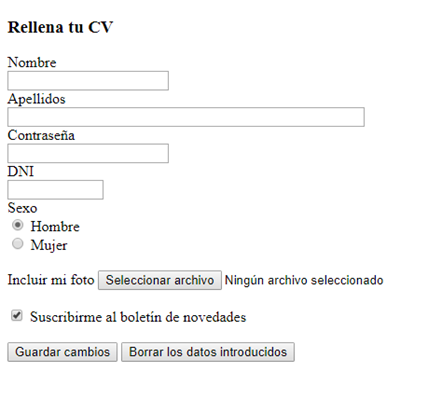 Rellena tu CV
Nombre
Apellidos
Contraseña
DNI
Sexo
Hombre
Mujer
Incluir mi foto Seleccionar archivo Ningún archivo seleccionado
Suscribirme al boletín de novedades
Guardar cambios Borrar los datos introducidos